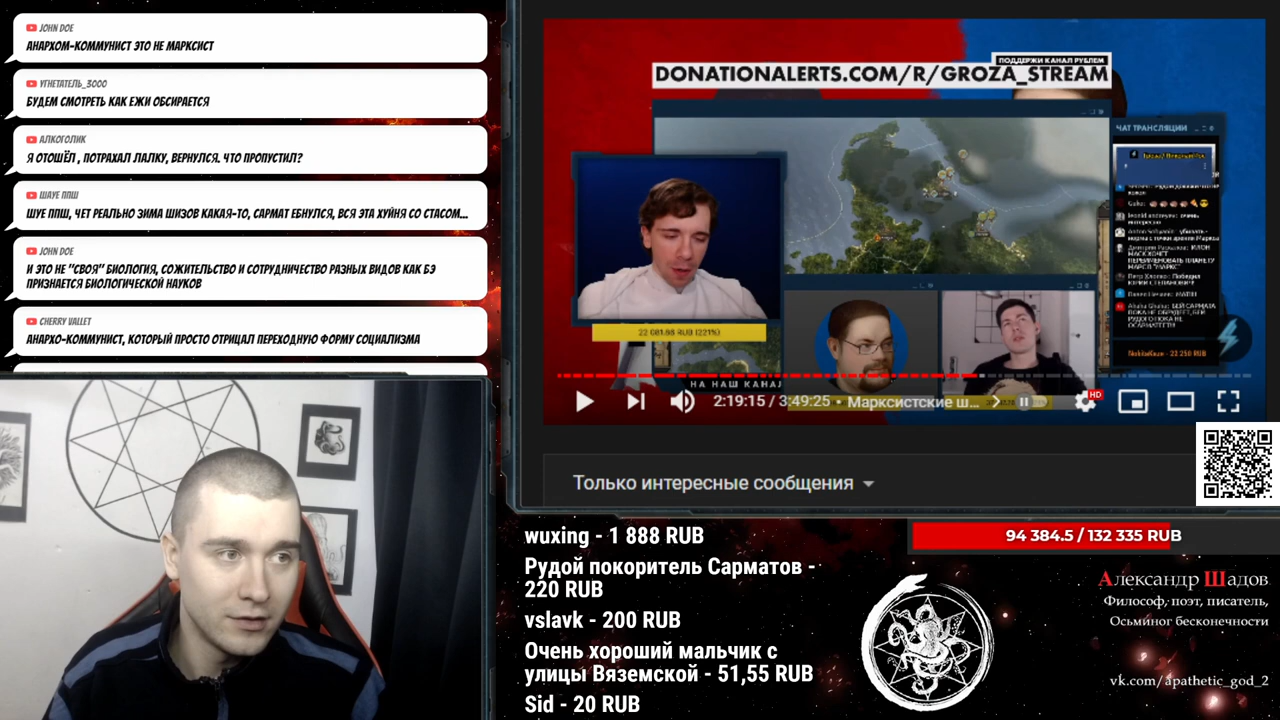 JOHN DOE
АНАРХОМ-КОММУНИСТ ЭТО НЕ МАРКСИСТ
УГНЕТАТЕЛЬ_3000
БУДЕМ СМОТРЕТЬ КАК ЕЖИ ОБСИРАЕТСЯ
АЛКОГОЛИК
Я ОТОШЁЛ , ПОТРАХАЛ ЛАЛКУ, ВЕРНУЛСЯ. ЧТО ПРОПУСТИЛ?
ШАУЕ ППШ
ШУЕ ППШ, ЧЕТ РЕАЛЬНО ЗИМА ШИЗОВ КАКАЯ-ТО, САРМАТ ЕБНУЛСЯ, ВСЯ ЭТА ХУЙНЯ СО СТАСОМ...
JOHN DOE
И ЭТО НЕ "СВОЯ" БИОЛОГИЯ, СОЖИТЕЛЬСТВО И СОТРУДНИЧЕСТВО РАЗНЫХ ВИДОВ КАК БЭ
ПРИЗНАЕТСЯ БИОЛОГИЧЕСКОЙ НАУКОВ
CHERRY VALLET
АНАРХО-КОММУНИСТ, КОТОРЫЙ ПРОСТО ОТРИЦАЛ ПЕРЕХОДНУЮ ФОРМУ СОЦИАЛИЗМА
ПОДДЕРЖИ КАНАЛ РУБЛЕМ
DONATIONALERTS.COM/R/GROZA_STREAM
ЧАТ ТРАНСЛЯЦИИ
22 081.98 RUB (221%)
НА НАШ КАНАЛ
2:19:15 / 3:49:25 • Марксистские ш...
HD
Только интересные сообщения
wuxing - 1 888 RUB
Рудой покоритель Сарматов -
220 RUB
vslavk - 200 RUB
Очень хороший мальчик с
улицы Вяземской - 51,55 RUB
Sid - 20 RUB
94 384.5 / 132 335 RUB
Александр Шадов
Философ, поэт, писатель,
Осьминог бесконечности
vk.com/apathetic_god_2